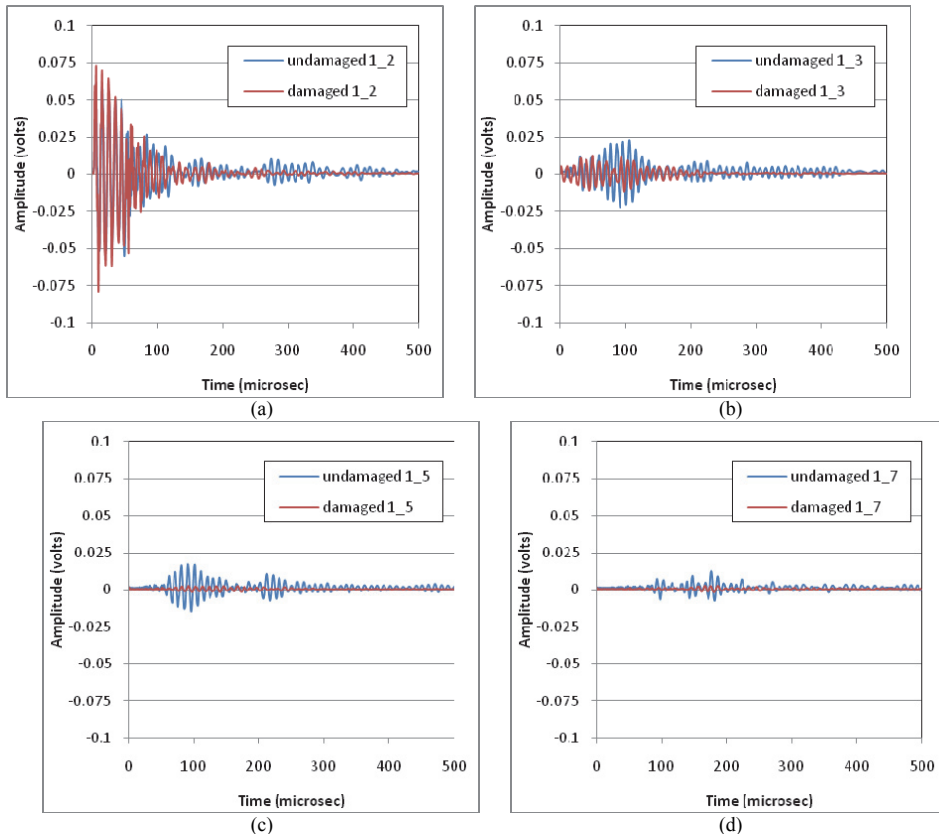 0.1
0.075
0.05
0.025
0
-0.025
-0.05
-0.075
-0.1
Amplitude (volts)
undamaged 1_2
damaged 1_2
0 100 200 300 400 500
Time (microsec)
(a)
0.1
0.075
0.05
0.025
0
-0.025
-0.05
-0.075
-0.1
Amplitude (volts)
undamaged 1_3
damaged 1_3
0 100 200 300 400 500
Time (microsec)
(b)
0.1
0.075
0.05
0.025
0
-0.025
-0.05
-0.075
-0.1
Amplitude (volts)
undamaged 1_5
damaged 1_5
0 100 200 300 400 500
Time (microsec)
(c)
0.1
0.075
0.05
0.025
0
-0.025
-0.05
-0.075
-0.1
Amplitude (volts)
undamaged 1_7
damaged 1_7
0 100 200 300 400 500
Time (microsec)
(d)